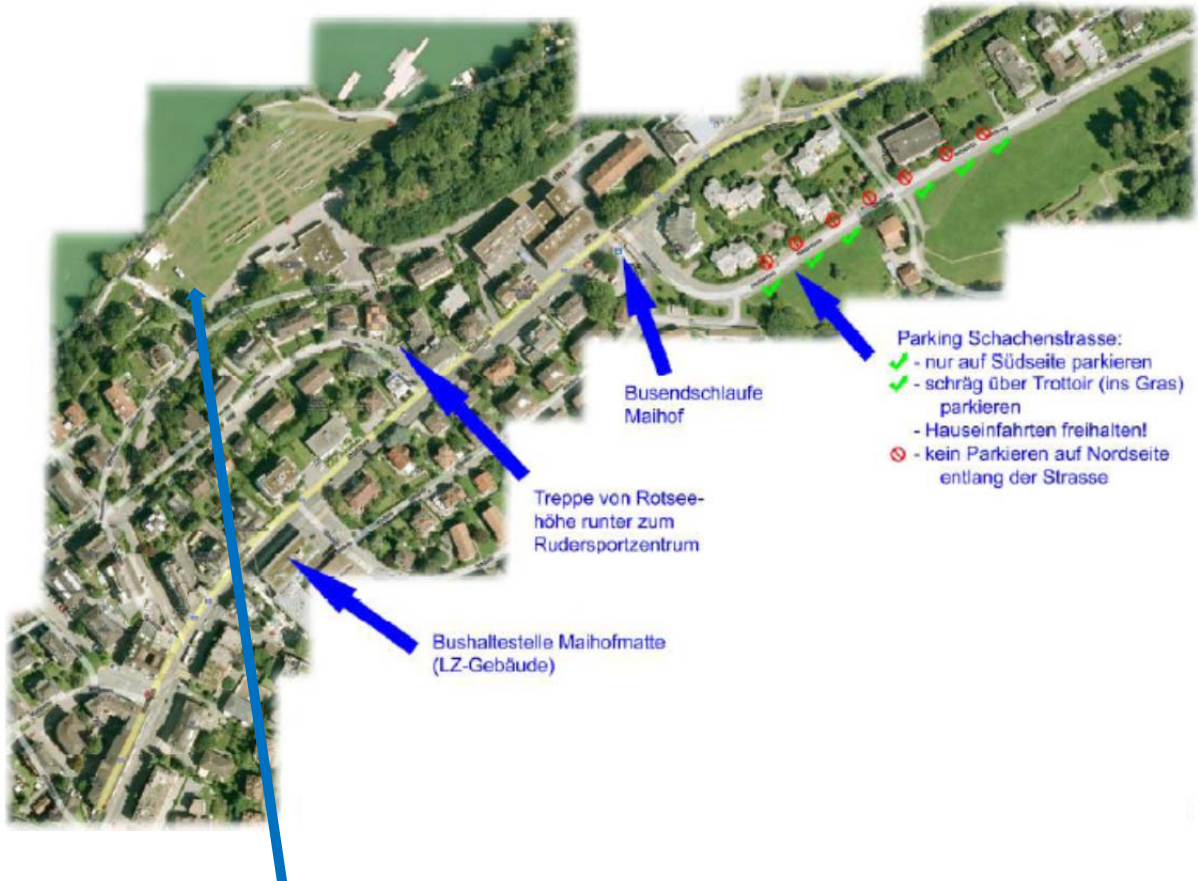 Parking Schachenstrasse:
- nur auf Südseite parkieren
- schräg über Trottoir (ins Gras)
parkieren
- Hauseinfahrten freihalten!
- kein Parkieren auf Nordseite
entlang der Strasse
Busendschlaufe
Maihof
Treppe von Rotsee-
höhe runter zum
Rudersportzentrum
Bushaltestelle Maihofmatte
(LZ-Gebäude)